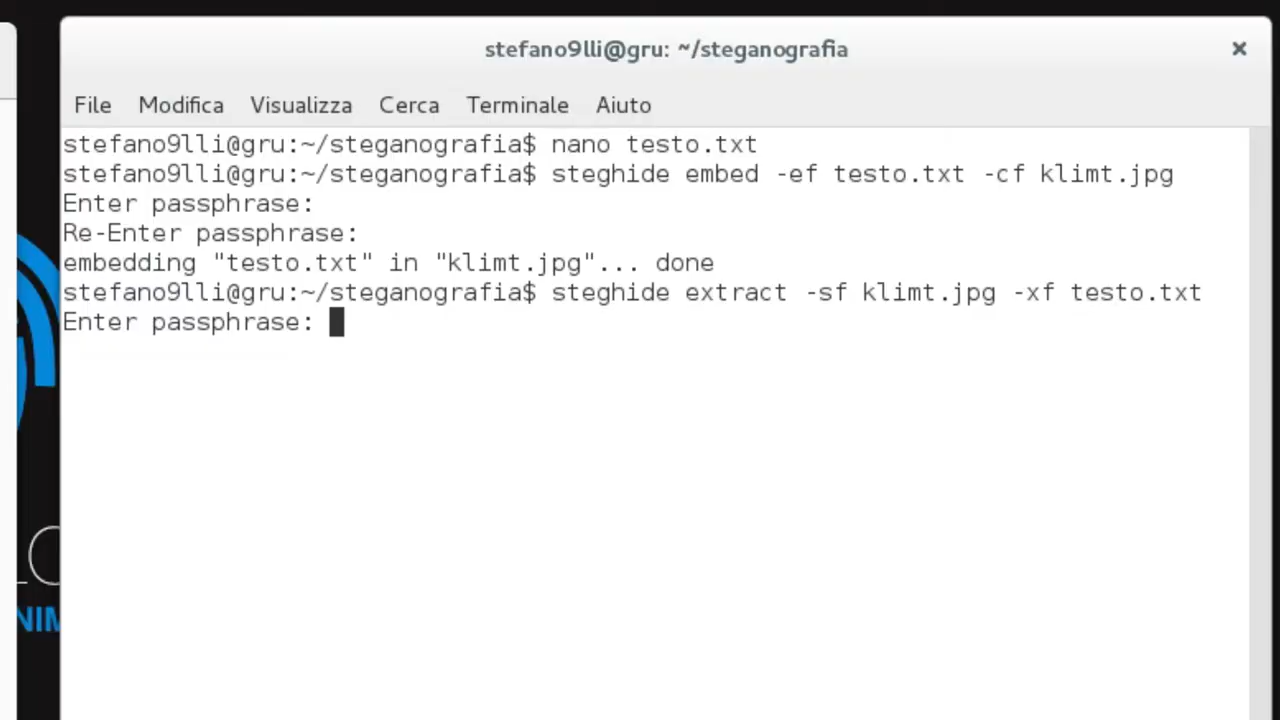 stefano9lli@gru: ~/steganografia
File Modifica Visualizza Cerca Terminale Aiuto
stefano9lli@gru:~/steganografia$ nano testo.txt
stefano9lli@gru:~/steganografia$ steghide embed -ef testo.txt -cf klimt.jpg
Enter passphrase:
Re-Enter passphrase:
embedding "testo.txt" in "klimt.jpg"... done
stefano9lli@gru:~/steganografia$ steghide extract -sf klimt.jpg -xf testo.txt
Enter passphrase:
NIM